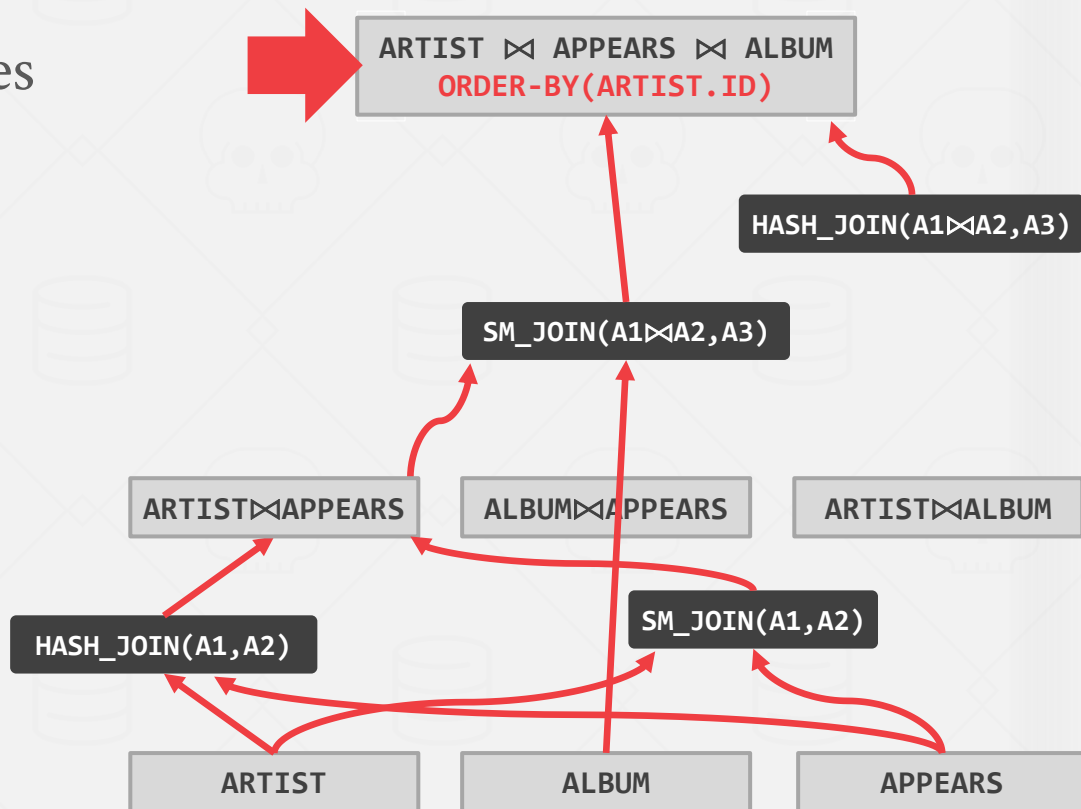 es
ARTIST ⋈ APPEARS ⋈ ALBUM
ORDER-BY(ARTIST.ID)
HASH_JOIN(A1⋈A2,A3)
SM_JOIN(A1⋈A2,A3)
ARTIST⋈APPEARS
ALBUM⋈APPEARS
ARTIST⋈ALBUM
HASH_JOIN(A1,A2)
SM_JOIN(A1,A2)
ARTIST
ALBUM
APPEARS